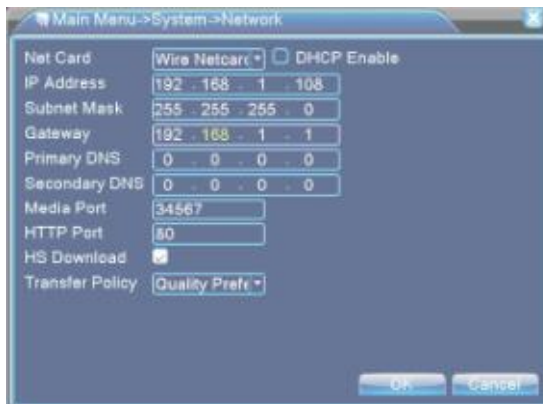 Main Menu->System->Network
Net Card Wire Netcard DHCP Enable
IP Address 192 . 168 . 1 . 108
Subnet Mask 255 . 255 . 255 . 0
Gateway 192 . 168 . 1 . 1
Primary DNS 0 . 0 . 0 . 0
Secondary DNS 0 . 0 . 0 . 0
Media Port 34567
HTTP Port 80
HS Download
Transfer Policy Quality Prefe
OK Cancel